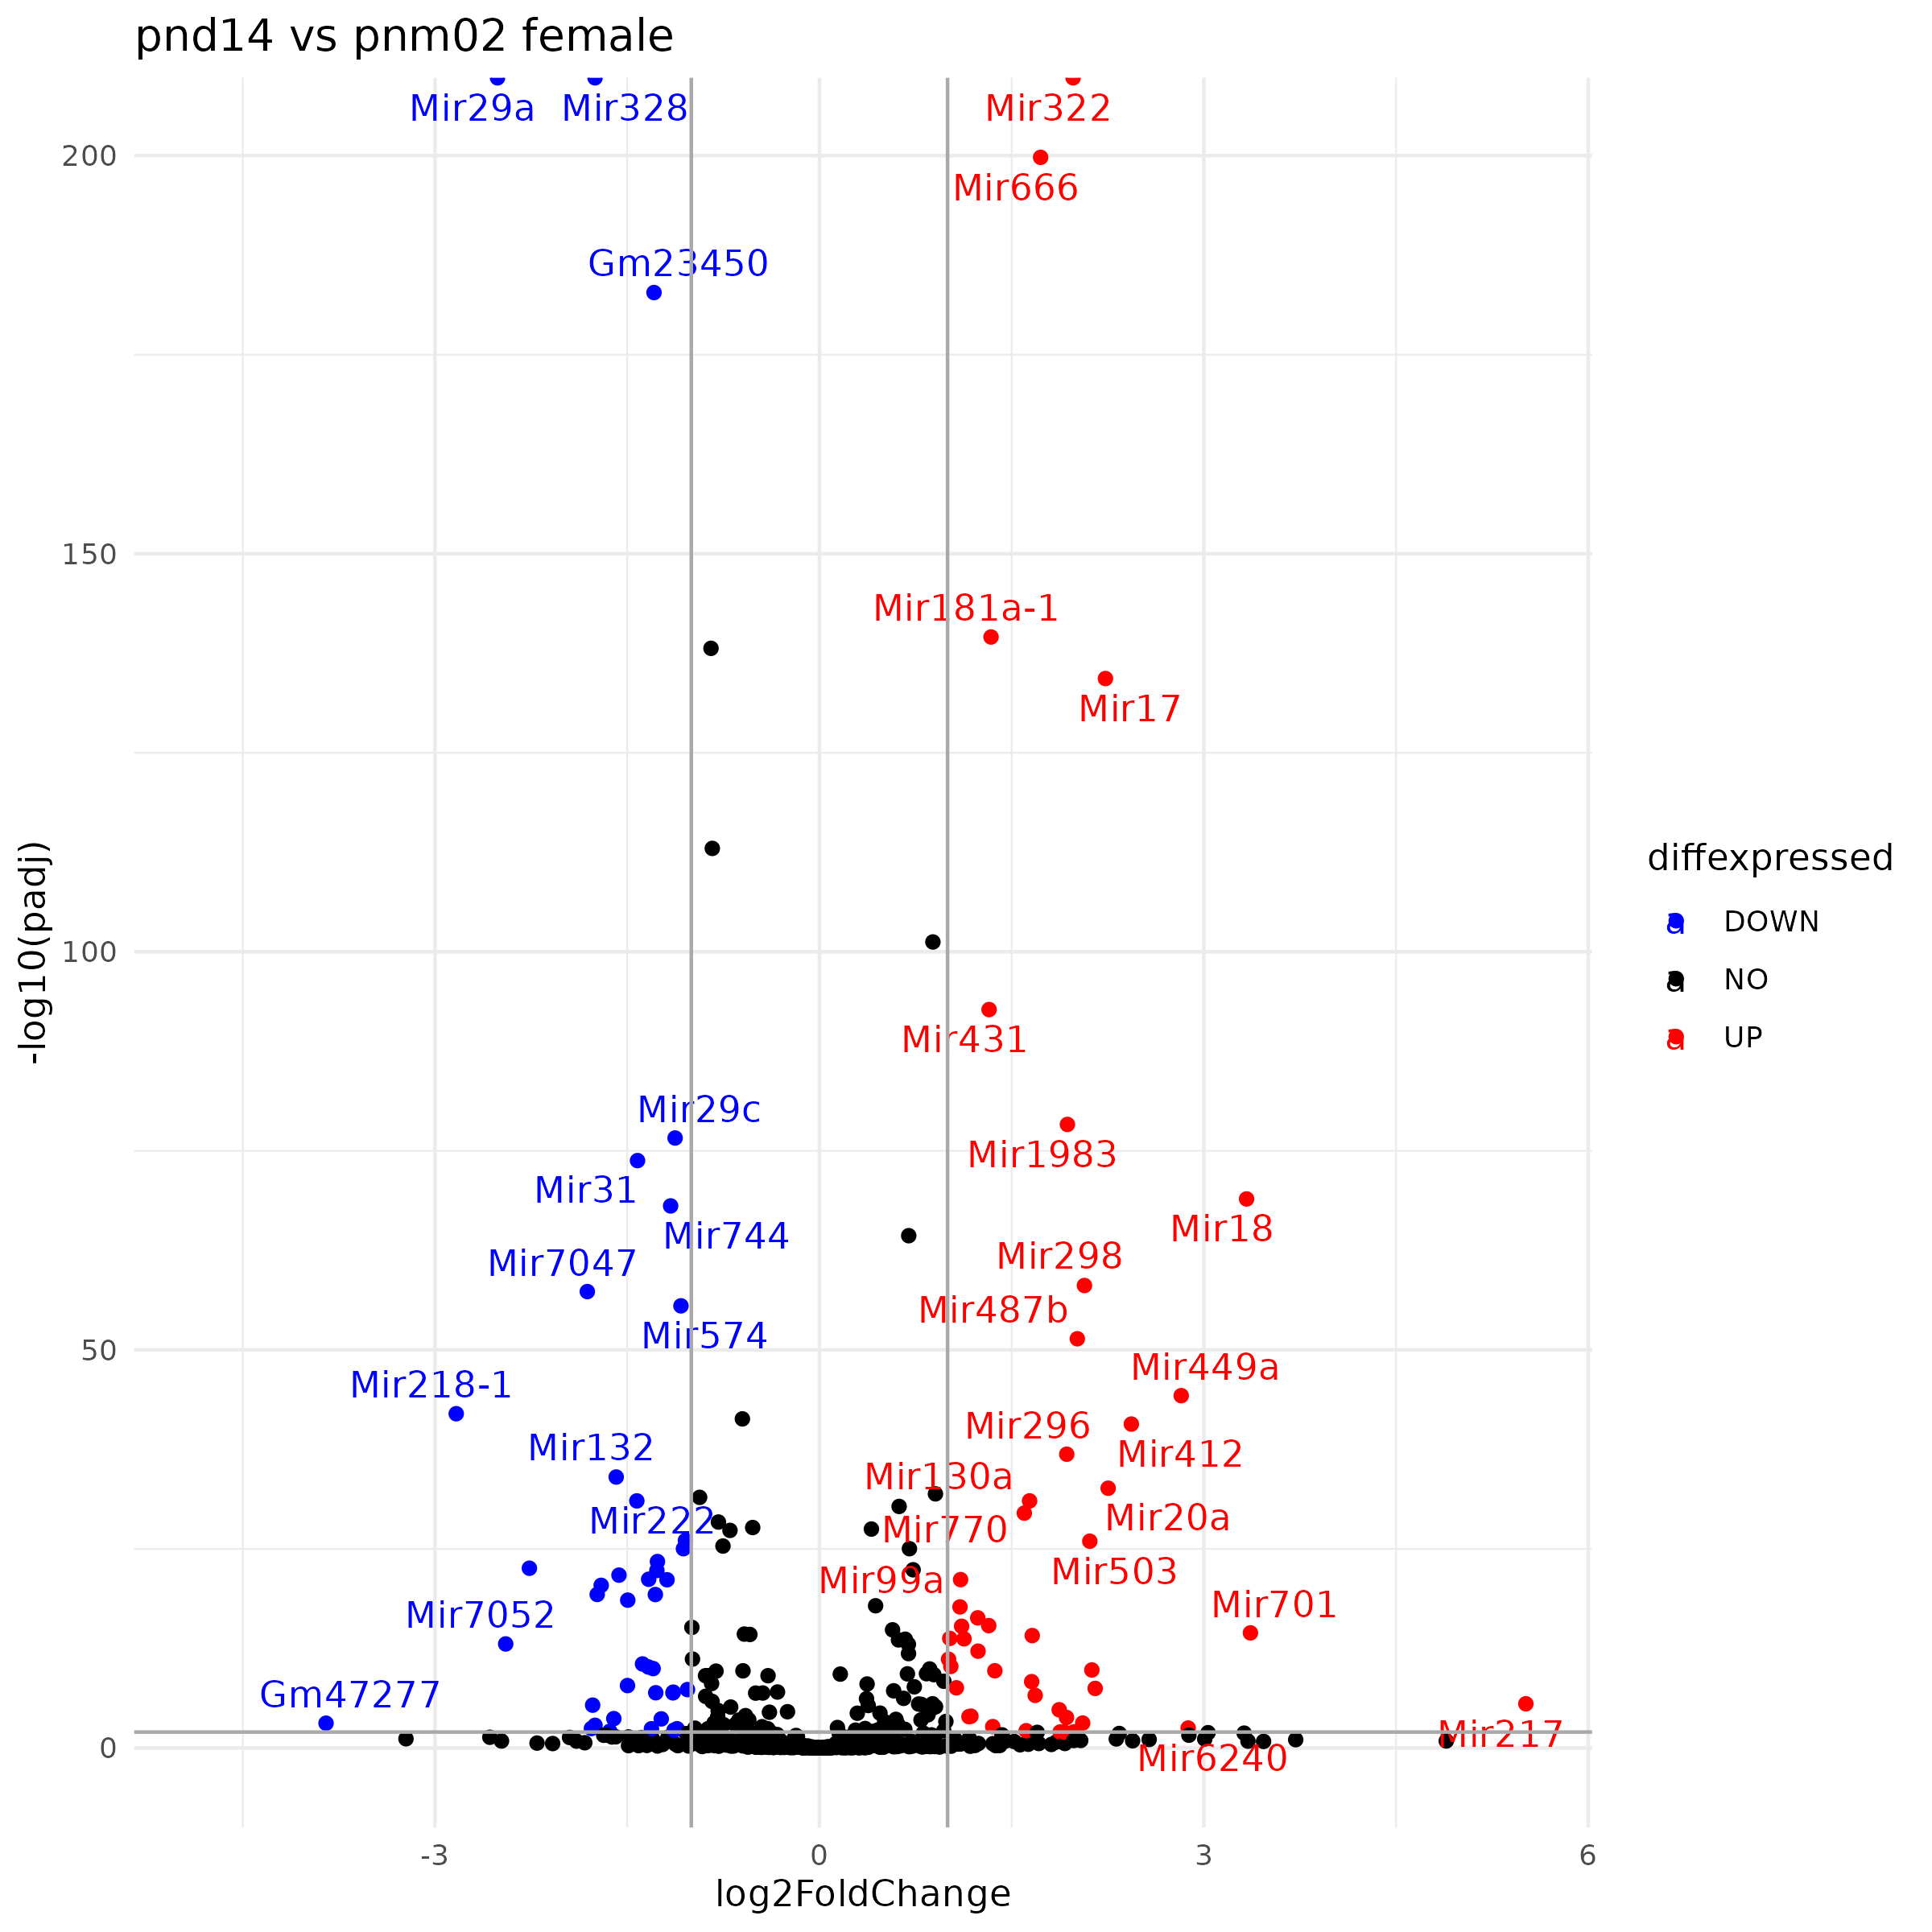 pnd14 vs pnm02 female
Mir29a
Mir328
Mir322
200
Mir666
Gm23450
150
Mir181a-1
Mir17
-log10(padj)
diffexpressed
a DOWN
a NO
a UP
100
Mir431
Mir29c
Mir1983
Mir31
Mir744
Mir18
Mir7047
Mir298
Mir487b
Mir574
50
Mir218-1
Mir449a
Mir132
Mir296
Mir412
Mir130a
Mir222
Mir770
Mir20a
Mir99a
Mir503
Mir7052
Mir701
Gm47277
Mir217
0
Mir6240
-3
0
3
6
log2FoldChange